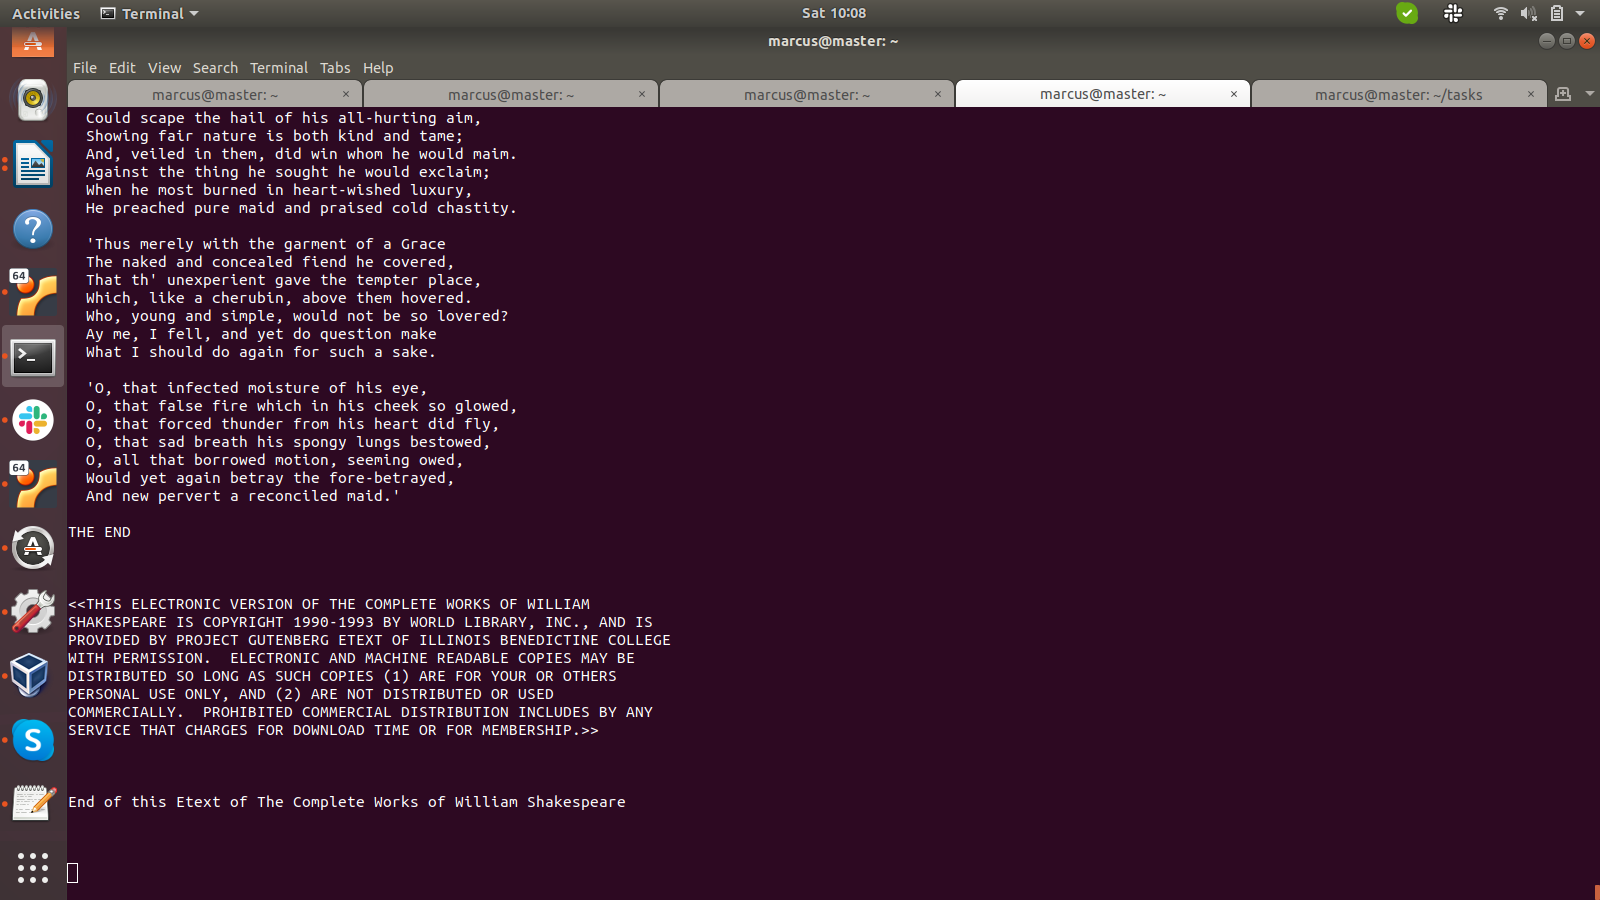 Activities Terminal Sat 10:08
marcus@master: ~
File Edit View Search Terminal Tabs Help
marcus@master: ~ × marcus@master: ~ × marcus@master: ~ × marcus@master: ~ × marcus@master: ~/tasks ×
Could scape the hail of his all-hurting aim,
Showing fair nature is both kind and tame;
And, veiled in them, did win whom he would maim.
Against the thing he sought he would exclaim;
When he most burned in heart-wished luxury,
He preached pure maid and praised cold chastity.
'Thus merely with the garment of a Grace
The naked and concealed fiend he covered,
That th' unexperient gave the tempter place,
Which, like a cherubin, above them hovered.
Who, young and simple, would not be so lovered?
Ay me, I fell, and yet do question make
What I should do again for such a sake.
'O, that infected moisture of his eye,
O, that false fire which in his cheek so glowed,
O, that forced thunder from his heart did fly,
O, that sad breath his spongy lungs bestowed,
O, all that borrowed motion, seeming owed,
Would yet again betray the fore-betrayed,
And new pervert a reconciled maid.'
THE END
<<THIS ELECTRONIC VERSION OF THE COMPLETE WORKS OF WILLIAM
SHAKESPEARE IS COPYRIGHT 1990-1993 BY WORLD LIBRARY, INC., AND IS
PROVIDED BY PROJECT GUTENBERG ETEXT OF ILLINOIS BENEDICTINE COLLEGE
WITH PERMISSION.  ELECTRONIC AND MACHINE READABLE COPIES MAY BE
DISTRIBUTED SO LONG AS SUCH COPIES (1) ARE FOR YOUR OR OTHERS
PERSONAL USE ONLY, AND (2) ARE NOT DISTRIBUTED OR USED
COMMERCIALLY.  PROHIBITED COMMERCIAL DISTRIBUTION INCLUDES BY ANY
SERVICE THAT CHARGES FOR DOWNLOAD TIME OR FOR MEMBERSHIP.>>
End of this Etext of The Complete Works of William Shakespeare
64
64
S